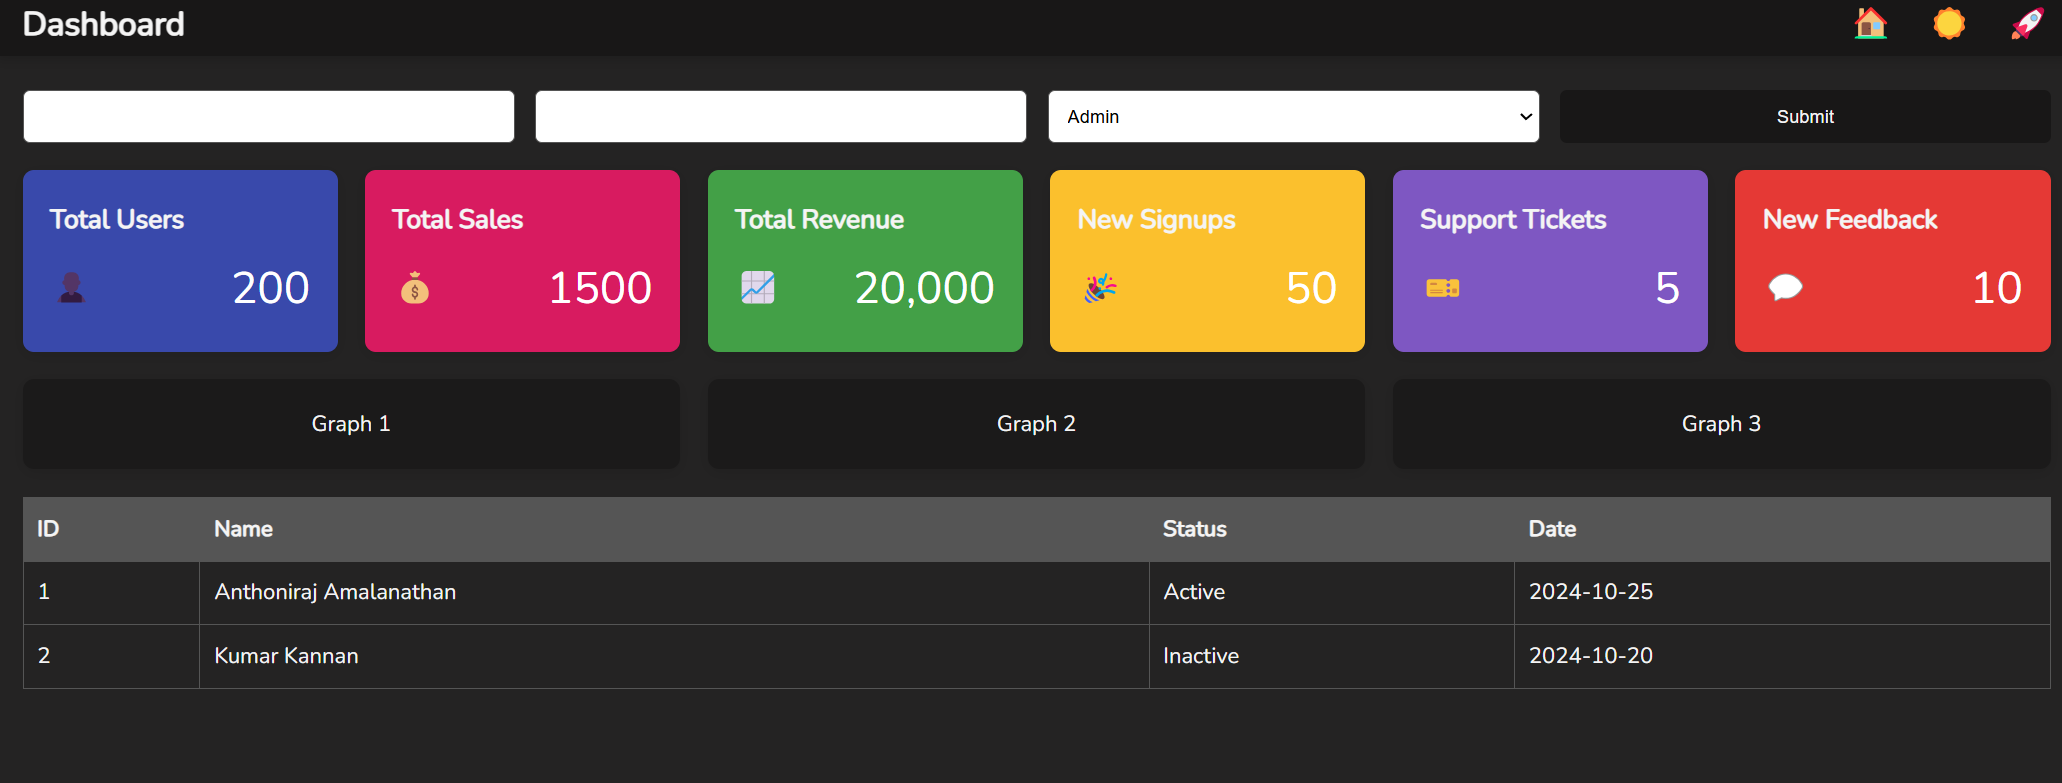 Dashboard
Admin
Submit
Total Users
200
Total Sales
1500
Total Revenue
20,000
New Signups
50
Support Tickets
5
New Feedback
10
Graph 1
Graph 2
Graph 3
ID Name Status Date
1 Anthoniraj Amalanathan Active 2024-10-25
2 Kumar Kannan Inactive 2024-10-20